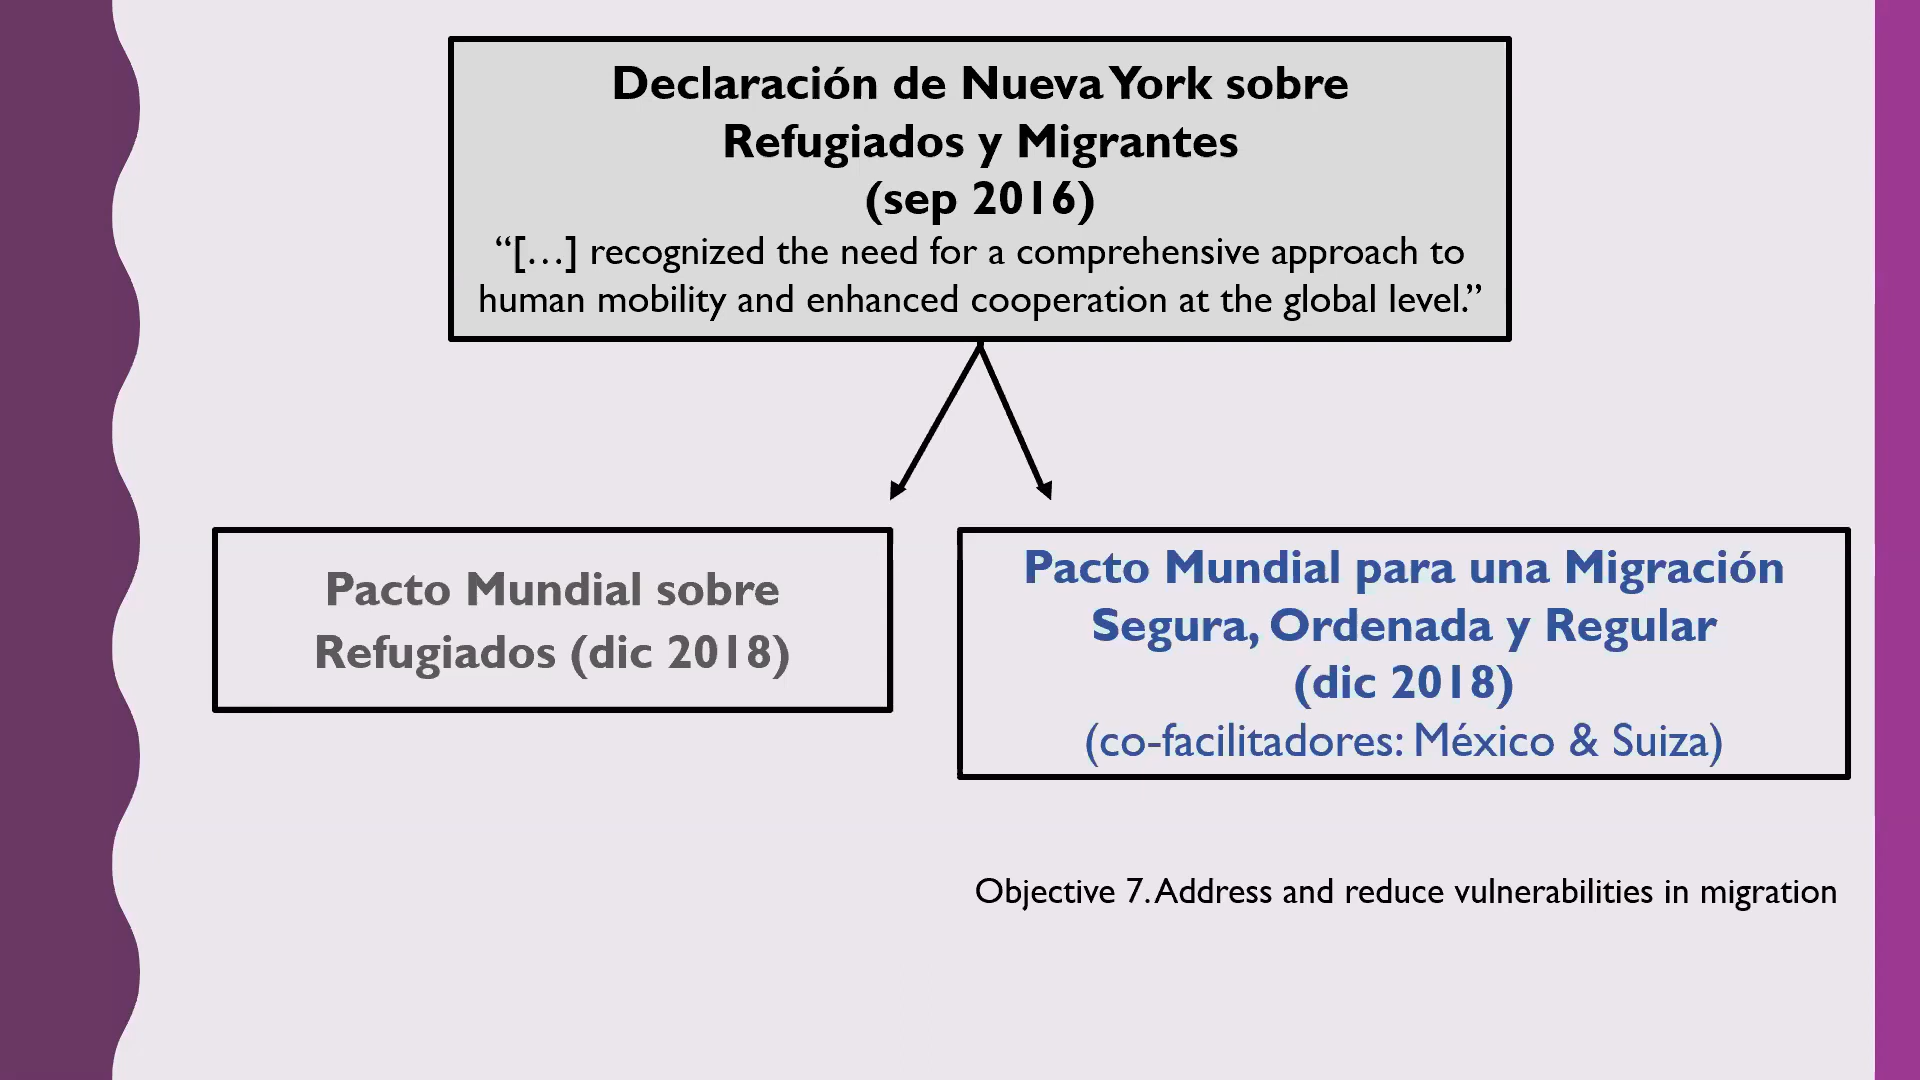 Declaración de Nueva York sobre
Refugiados y Migrantes
(sep 2016)
“[…] recognized the need for a comprehensive approach to
human mobility and enhanced cooperation at the global level.”
Pacto Mundial sobre
Refugiados (dic 2018)
Pacto Mundial para una Migración
Segura, Ordenada y Regular
(dic 2018)
(co-facilitadores: México & Suiza)
Objective 7. Address and reduce vulnerabilities in migration